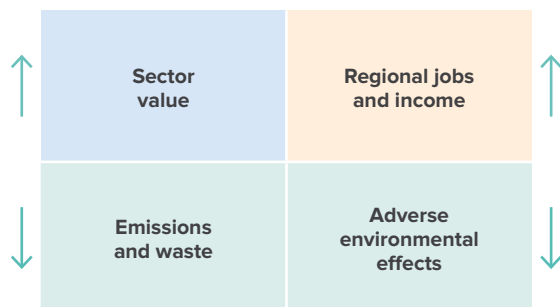 Sector
value
Regional jobs
and income
Emissions
and waste
Adverse
environmental
effects